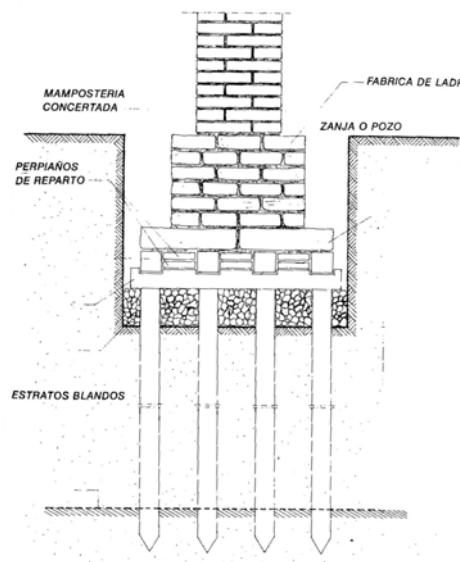 MAMPOSTERIA
CONCERTADA
FABRICA DE LADR
ZANJA O POZO
PERPIAÑOS
DE REPARTO
ESTRATOS BLANDOS